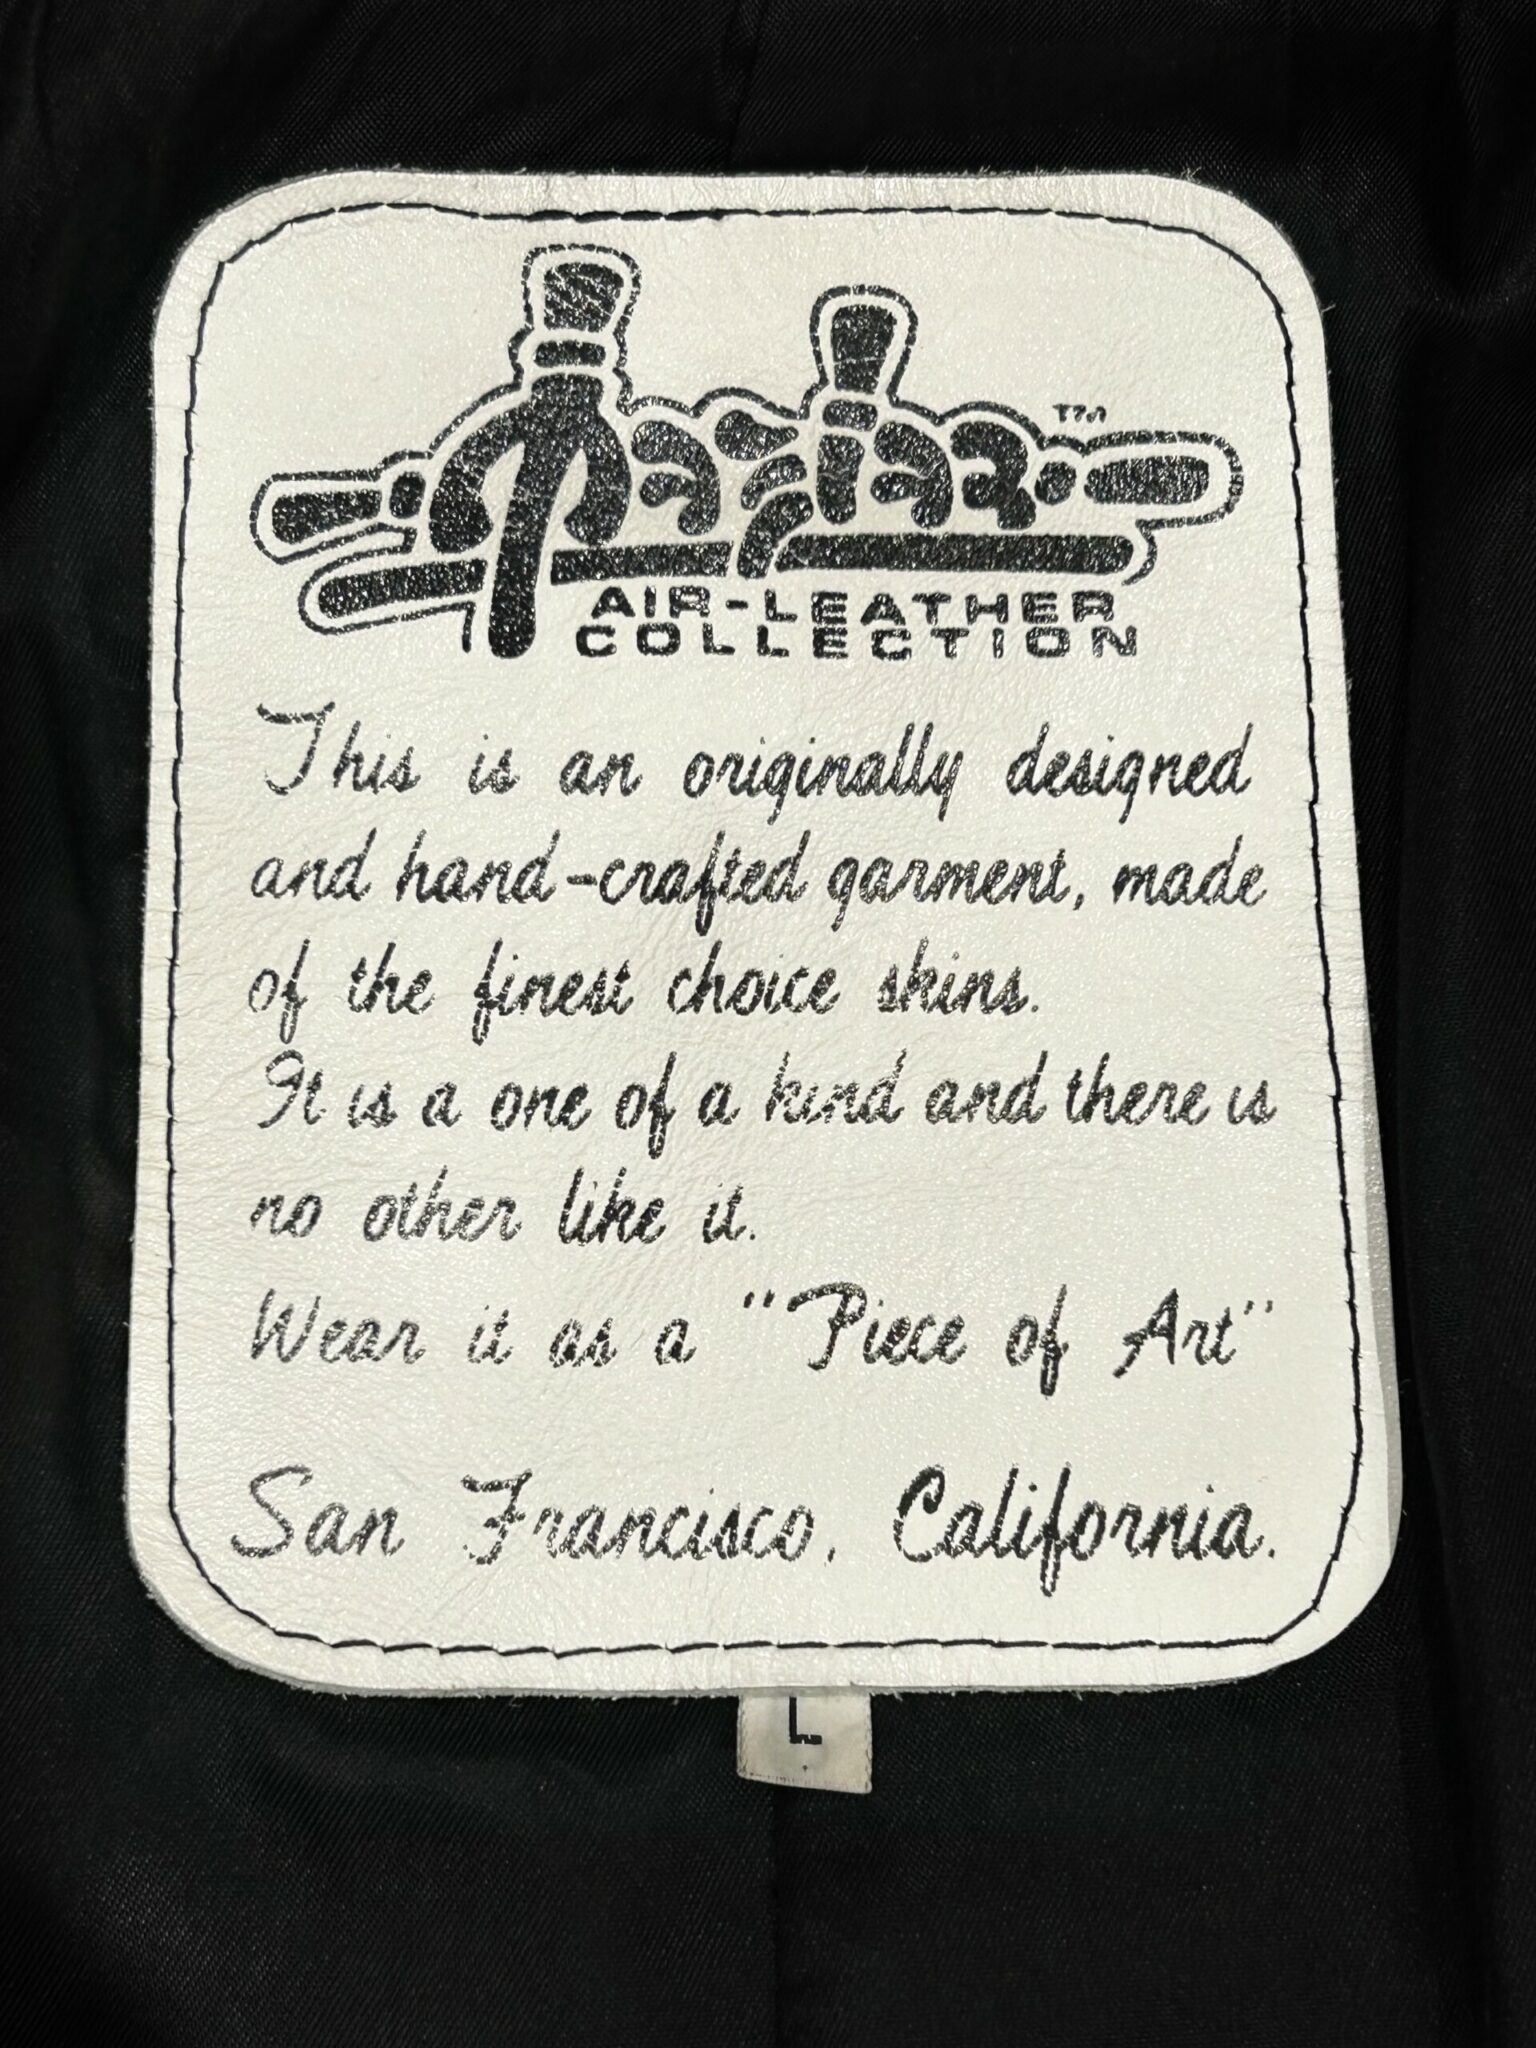 ™
AIR-LEATHER
COLLECTION
This is an originally designed
and hand-crafted garment, made
of the finest choice skins.
It is a one of a kind and there is
no other like it.
Wear it as a "Piece of Art"
San Francisco, California.
L